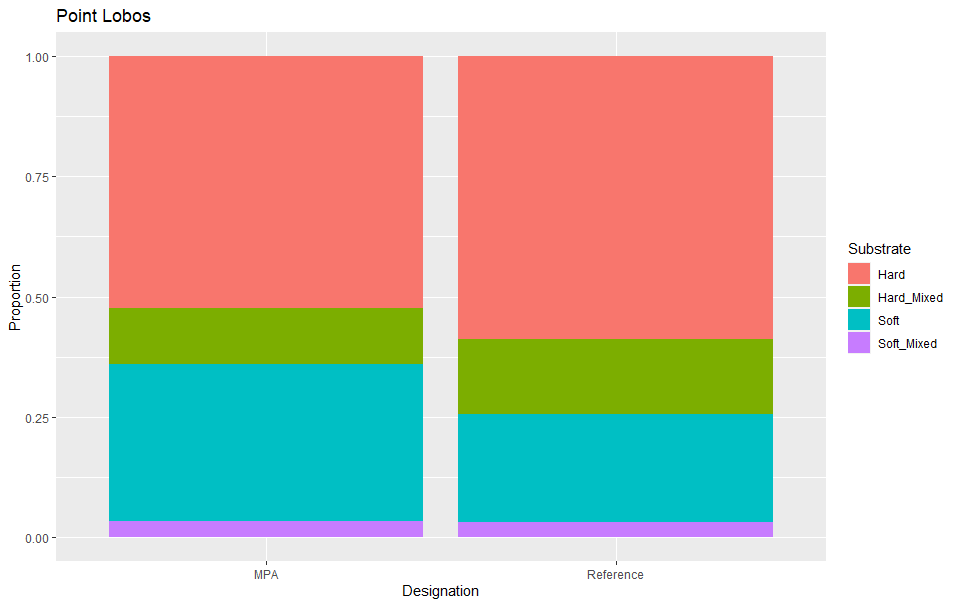 Point Lobos
1.00
0.75
0.50
0.25
0.00
Proportion
MPA
Reference
Designation
Substrate
Hard
Hard_Mixed
Soft
Soft_Mixed